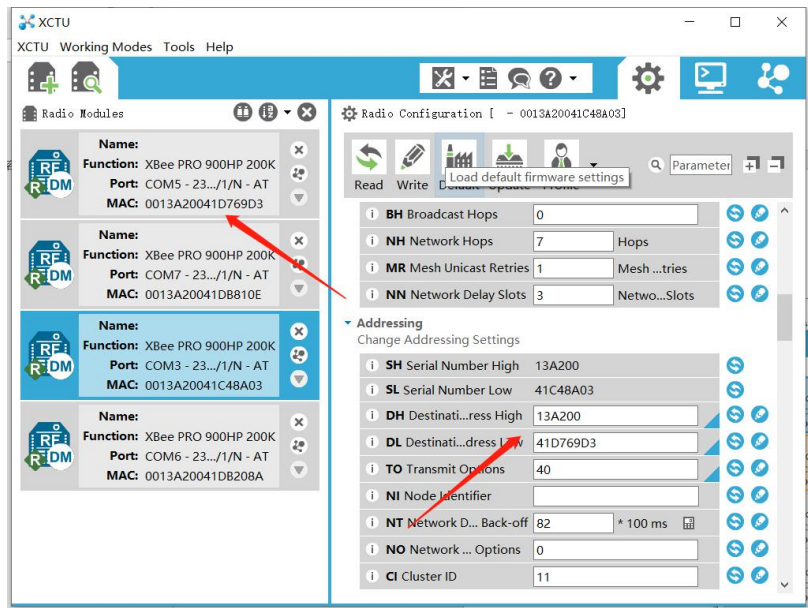 XCTU
XCTU Working Modes Tools Help
Radio Modules
Name:
Function: XBee PRO 900HP 200K
Port: COM5 - 23.../1/N - AT
MAC: 0013A20041D769D3
Name:
Function: XBee PRO 900HP 200K
Port: COM7 - 23.../1/N - AT
MAC: 0013A20041DB810E
Name:
Function: XBee PRO 900HP 200K
Port: COM3 - 23.../1/N - AT
MAC: 0013A20041C48A03
Name:
Function: XBee PRO 900HP 200K
Port: COM6 - 23.../1/N - AT
MAC: 0013A20041DB208A
Radio Configuration [ - 0013A20041C48A03]
Load default firmware settings
Parameter
Read Write
BH Broadcast Hops 0
NH Network Hops 7 Hops
MR Mesh Unicast Retries 1 Mesh ...tries
NN Network Delay Slots 3 Netwo...Slots
Addressing
Change Addressing Settings
SH Serial Number High 13A200
SL Serial Number Low 41C48A03
DH Destinati...ress High 13A200
DL Destinati...dress Low 41D769D3
TO Transmit Options 40
NI Node Identifier
NT Network D... Back-off 82 * 100 ms
NO Network ... Options 0
CI Cluster ID 11